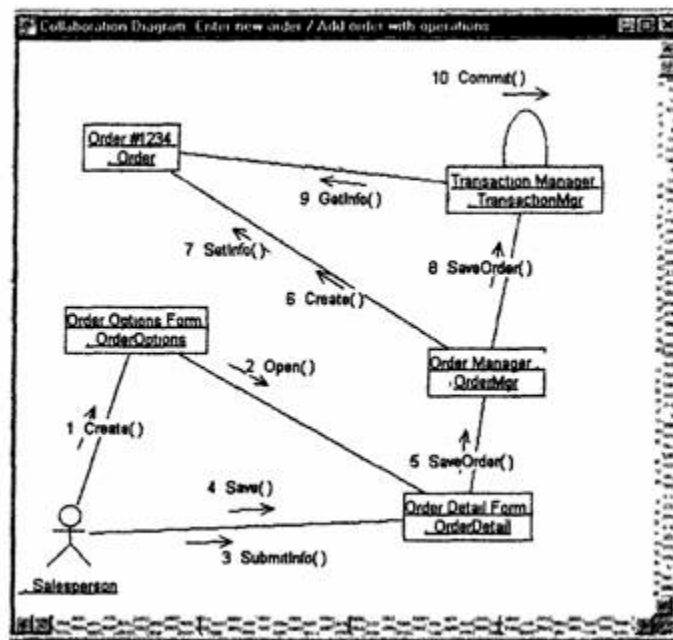 Collaboration Diagram: Enter new order / Add order with operations
10 Commit()
Order #1234
: Order
Transaction Manager
: TransactionMgr
9 GetInfo()
7 SetInfo()
8 SaveOrder()
6 Create()
Order Options Form
: OrderOptions
2 Open()
Order Manager :
: OrderMgr
1 Create()
5 SaveOrder()
4 Save()
Order Detail Form
: OrderDetail
3 SubmitInfo()
: Salesperson